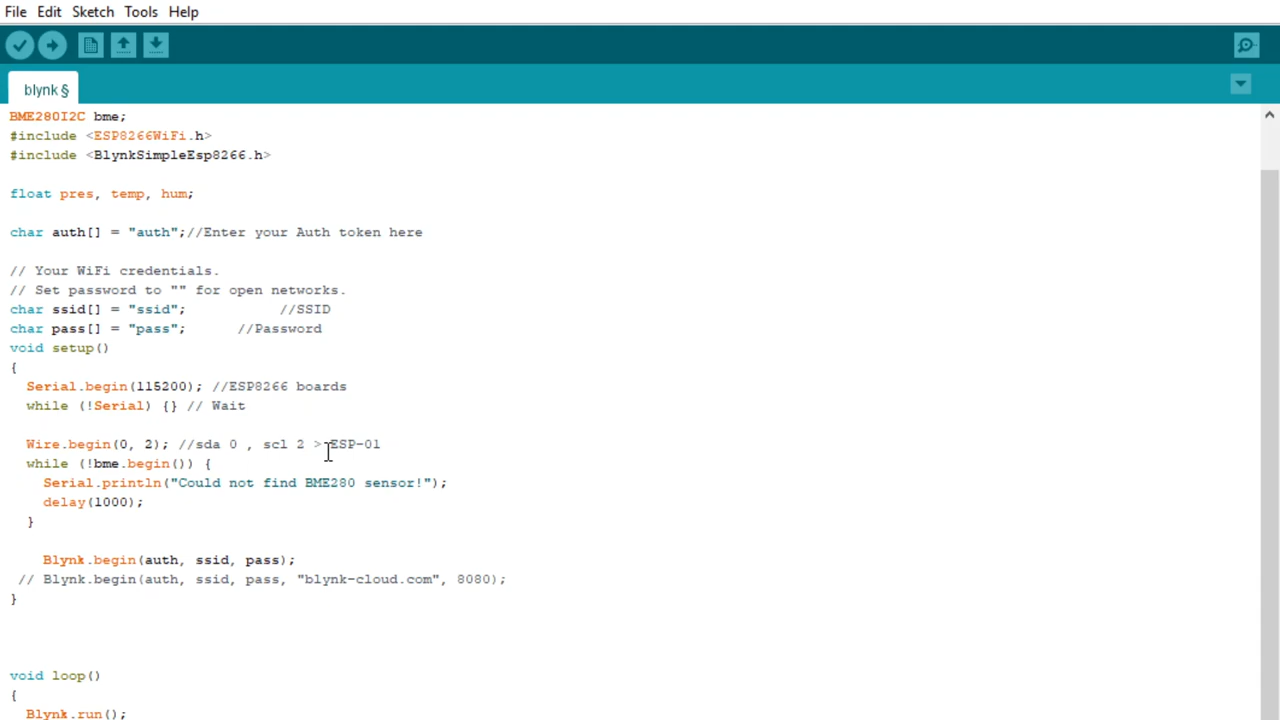 File Edit Sketch Tools Help
blynk §
BME280I2C bme;
#include <ESP8266WiFi.h>
#include <BlynkSimpleEsp8266.h>
float pres, temp, hum;
char auth[] = "auth";//Enter your Auth token here
// Your WiFi credentials.
// Set password to "" for open networks.
char ssid[] = "ssid"; //SSID
char pass[] = "pass"; //Password
void setup()
{
Serial.begin(115200); //ESP8266 boards
while (!Serial) {} // Wait
Wire.begin(0, 2); //sda 0 , scl 2 > ESP-01
while (!bme.begin()) {
Serial.println("Could not find BME280 sensor!");
delay(1000);
}
Blynk.begin(auth, ssid, pass);
// Blynk.begin(auth, ssid, pass, "blynk-cloud.com", 8080);
}
void loop()
{
Blynk.run();